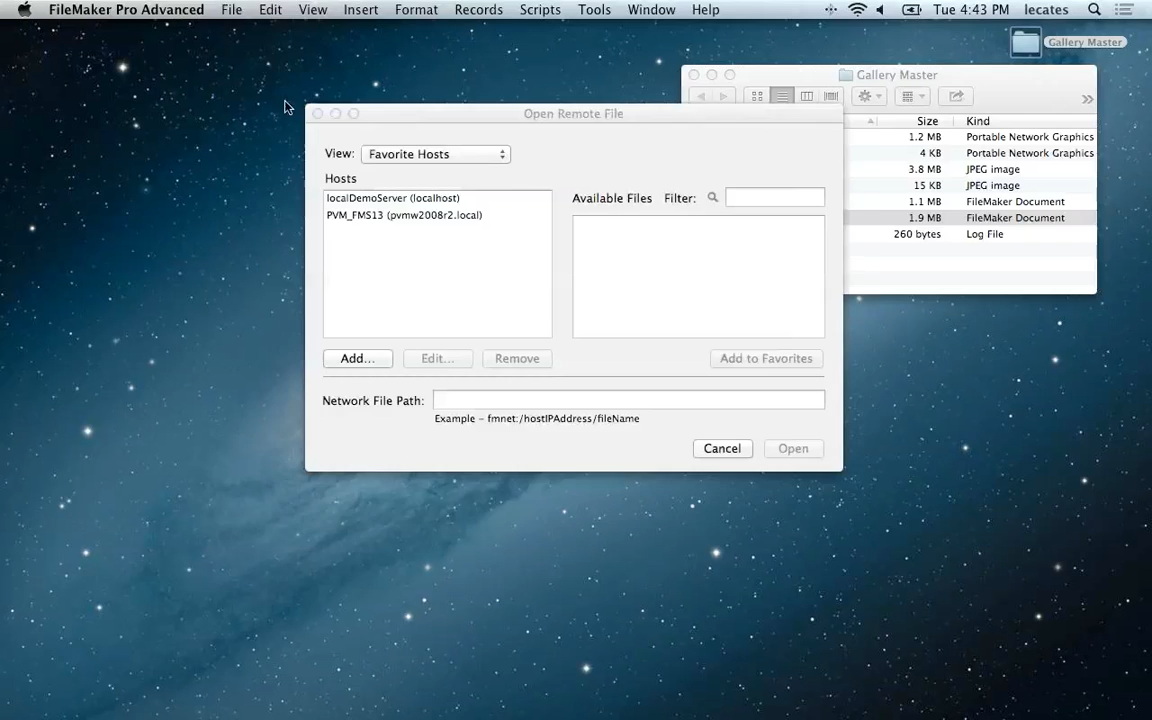 FileMaker Pro Advanced File Edit View Insert Format Records Scripts Tools Window Help Tue 4:43 PM lecates
Gallery Master
Gallery Master
Open Remote File
Size Kind
1.2 MB Portable Network Graphics
4 KB Portable Network Graphics
3.8 MB JPEG image
15 KB JPEG image
1.1 MB FileMaker Document
1.9 MB FileMaker Document
260 bytes Log File
View: Favorite Hosts
Hosts
localDemoServer (localhost)
PVM_FMS13 (pvmw2008r2.local)
Available Files Filter:
Add... Edit... Remove Add to Favorites
Network File Path:
Example – fmnet:/hostIPAddress/fileName
Cancel Open